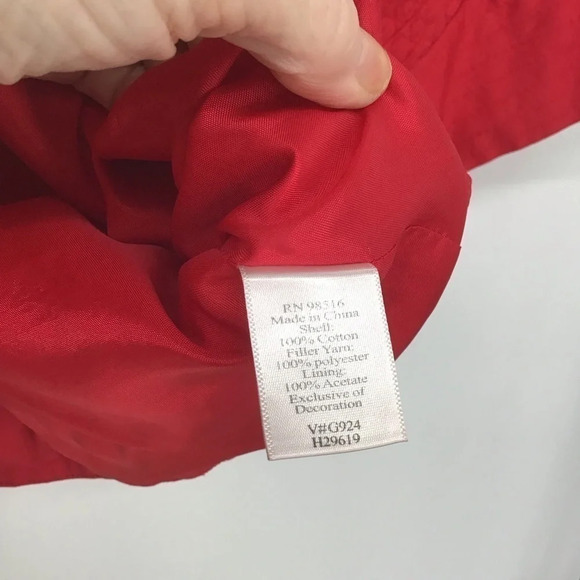 RN 98516
Made in China
Shell:
100% Cotton
Filler Yarn:
100% polyester
Lining:
100% Acetate
Exclusive of
Decoration
V#G924
H29619